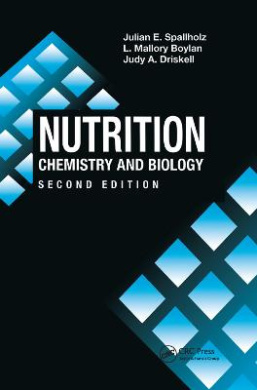 Julian E. Spallholz
L. Mallory Boylan
Judy A. Driskell
NUTRITION
CHEMISTRY AND BIOLOGY
SECOND EDITION
CRC Press